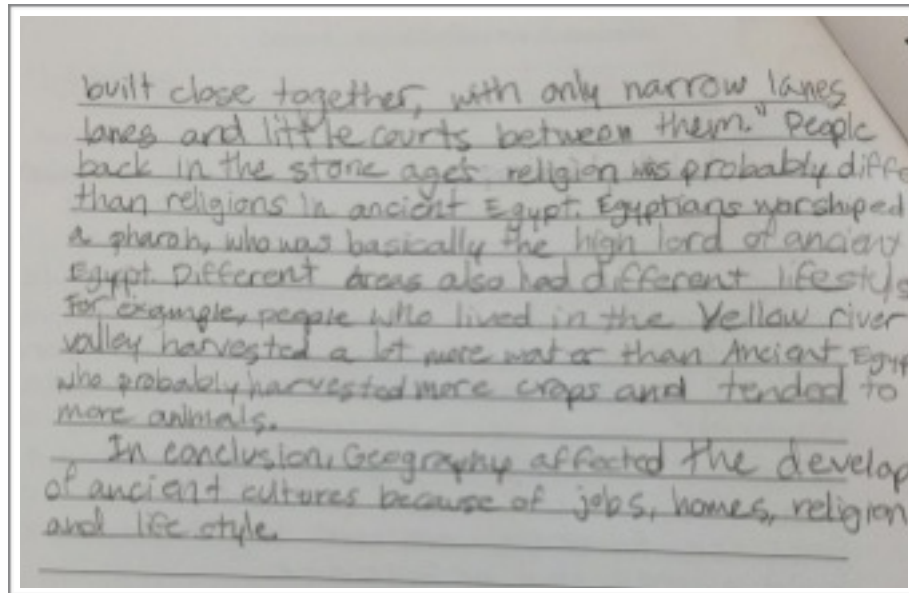 built close together, with only narrow lanes
lanes and little courts between them." People
back in the stone ages religion was probably diffe
than religions in ancient Egypt. Egyptians worshiped
a pharoh, who was basically the high lord of ancient
Egypt. Different areas also had different lifestyls
For example, people who lived in the Yellow river
valley harvested a lot more water than Ancient Egyp
who probably harvested more crops and tended to
more animals.
In conclusion, Geography affected the develop
of ancient cultures because of jobs, homes, religion
and life style.